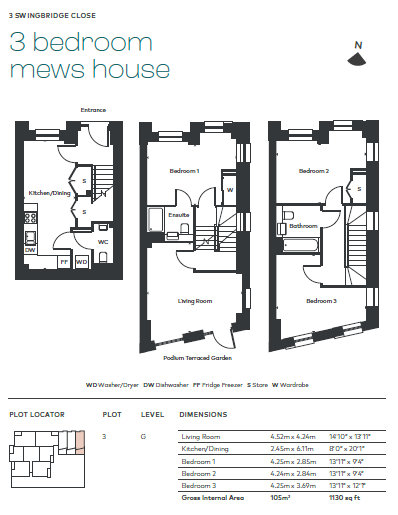 3 SWINGBRIDGE CLOSE
3 bedroom
mews house
N
Entrance
Kitchen/Dining
S
S
DW
FF
WD
WC
Bedroom 1
W
Ensuite
Living Room
Podium Terraced Garden
Bedroom 2
S
Bathroom
Bedroom 3
WD Washer/Dryer DW Dishwasher FF Fridge Freezer S Store W Wardrobe
PLOT LOCATOR PLOT LEVEL DIMENSIONS
3 G
Living Room 4.52m x 4.24m 14'10" x 13'11"
Kitchen/Dining 2.45m x 6.11m 8'0" x 20'1"
Bedroom 1 4.25m x 2.85m 13'11" x 9'4"
Bedroom 2 4.24m x 2.84m 13'11" x 9'4"
Bedroom 3 4.25m x 3.69m 13'11" x 12'1"
Gross Internal Area 105m² 1130 sq ft